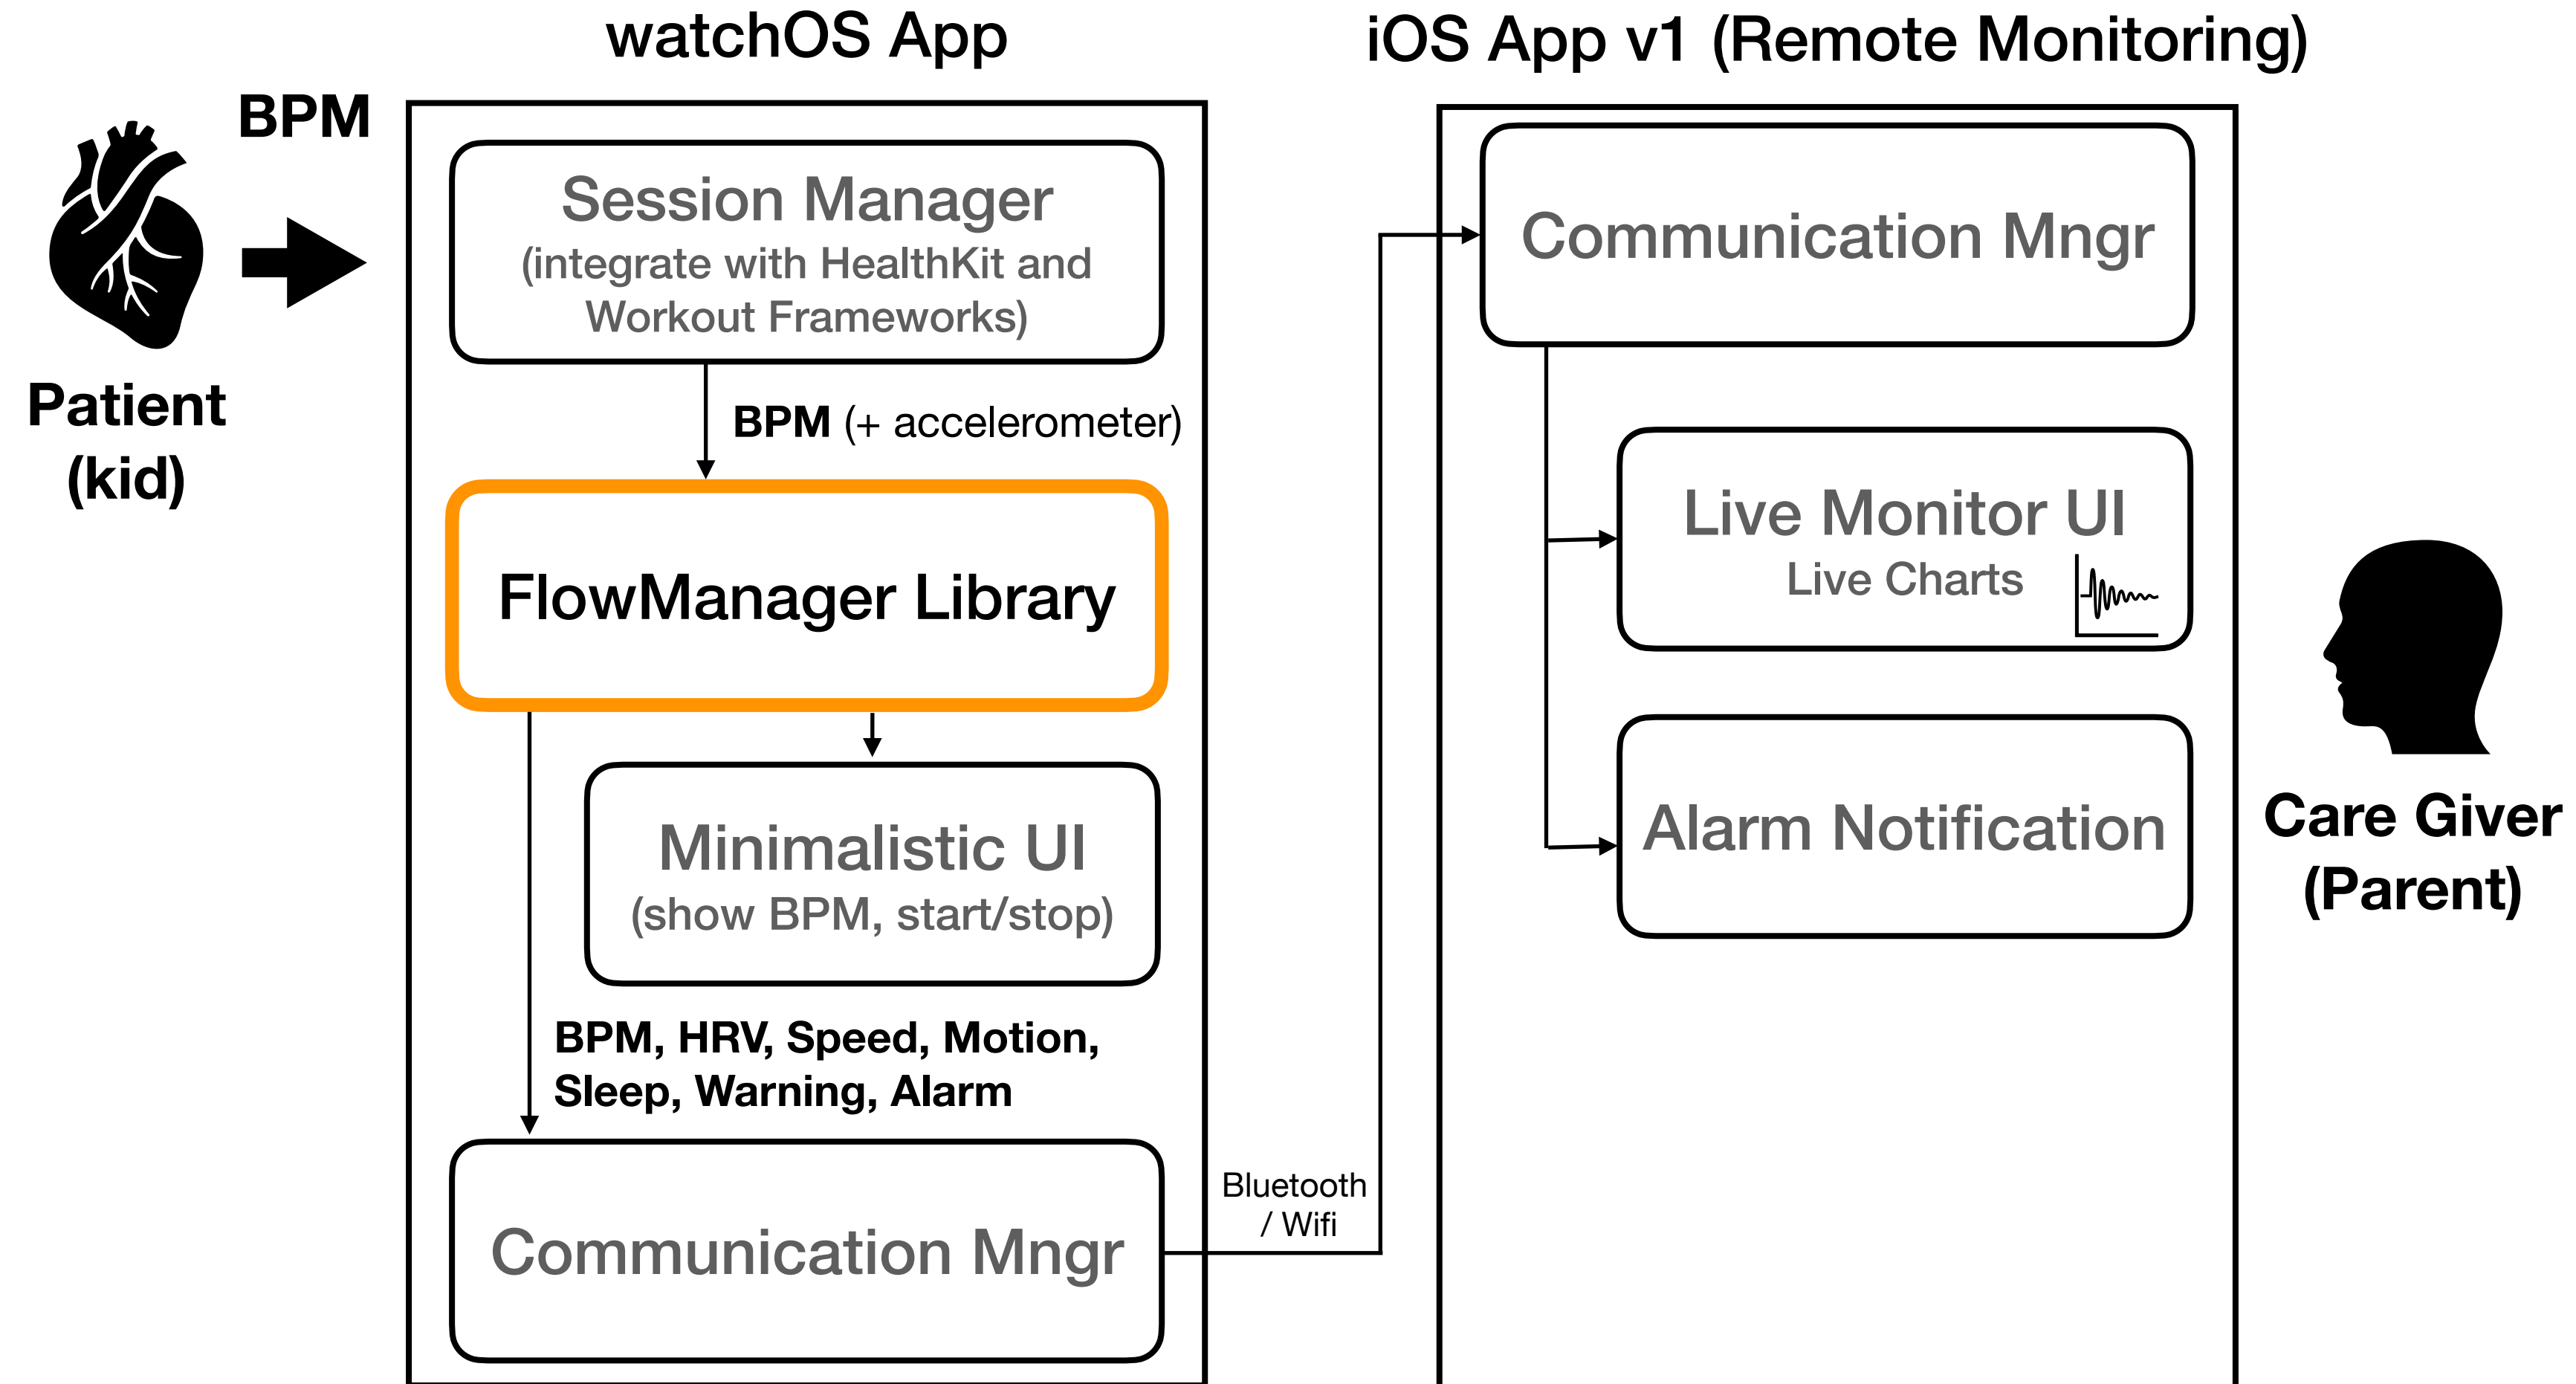 watchOS App
iOS App v1 (Remote Monitoring)
BPM
Patient
(kid)
Session Manager
(integrate with HealthKit and
Workout Frameworks)
BPM (+ accelerometer)
FlowManager Library
Minimalistic UI
(show BPM, start/stop)
BPM, HRV, Speed, Motion,
Sleep, Warning, Alarm
Communication Mngr
Bluetooth
/ Wifi
Communication Mngr
Live Monitor UI
Live Charts
Alarm Notification
Care Giver
(Parent)